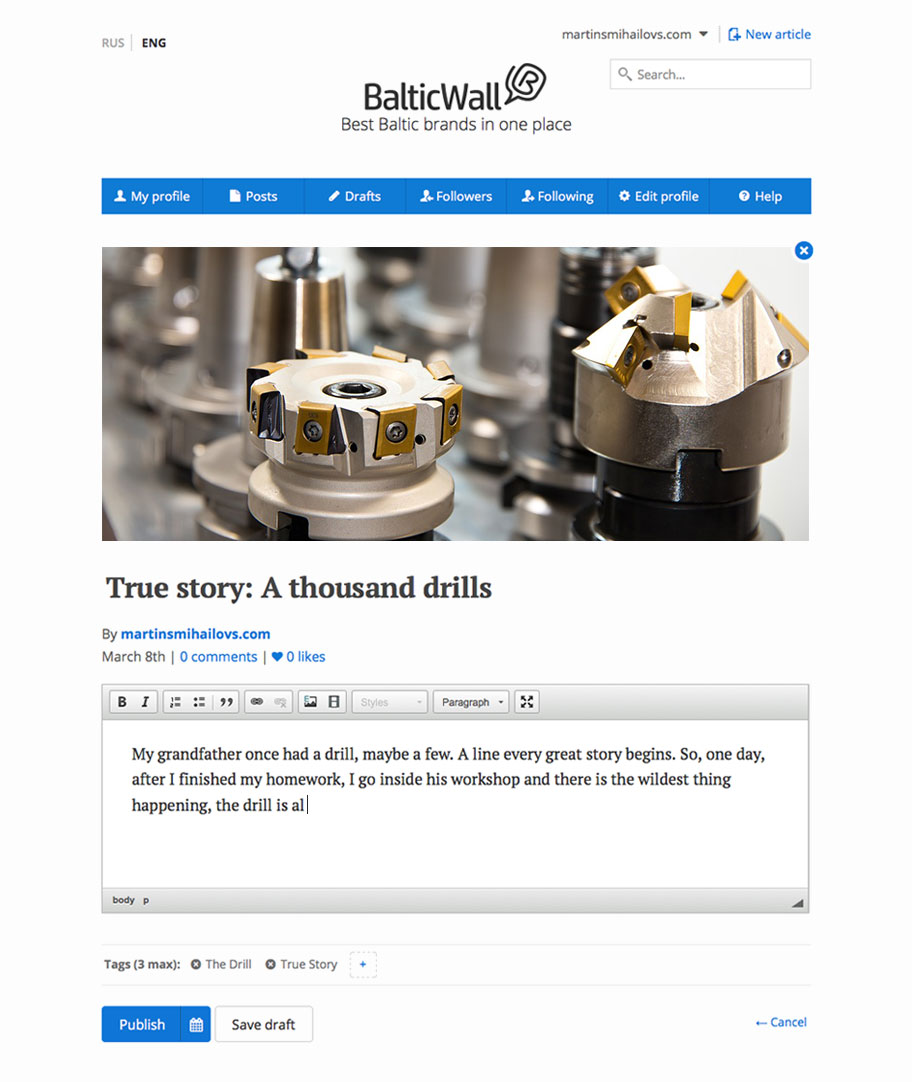 RUS ENG
martinsmihailovs.com New article
Search...
BalticWall
Best Baltic brands in one place
My profile Posts Drafts Followers Following Edit profile Help
True story: A thousand drills
By martinsmihailovs.com
March 8th | 0 comments | 0 likes
B I Styles Paragraph
My grandfather once had a drill, maybe a few. A line every great story begins. So, one day,
after I finished my homework, I go inside his workshop and there is the wildest thing
happening, the drill is al
body p
Tags (3 max): The Drill True Story +
Publish Save draft ← Cancel